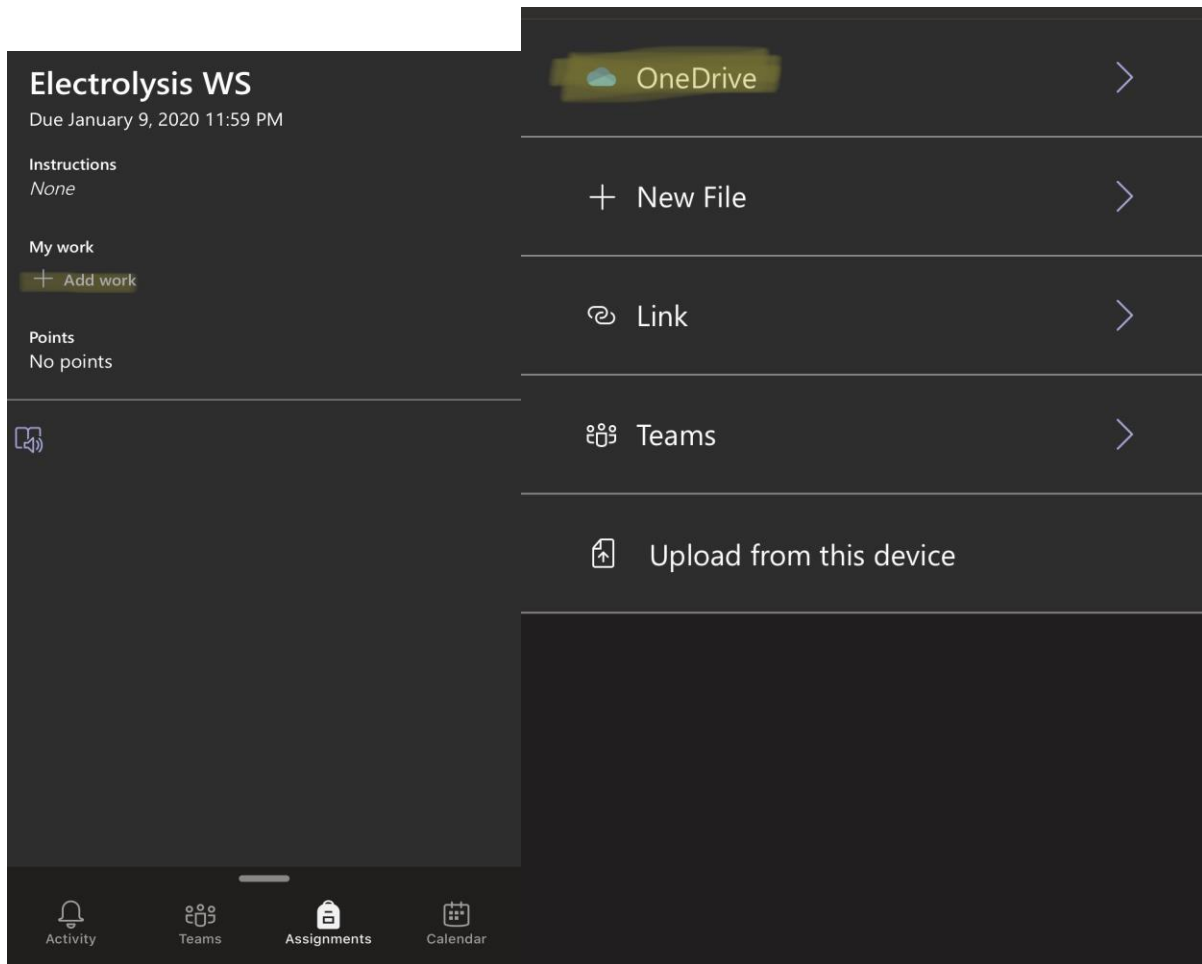 Electrolysis WS
Due January 9, 2020 11:59 PM
Instructions
None
My work
+ Add work
Points
No points
Activity
Teams
Assignments
Calendar
OneDrive
+ New File
Link
Teams
Upload from this device